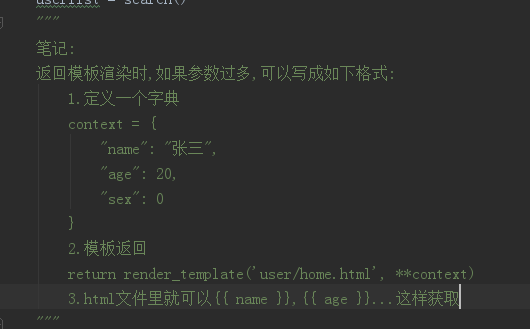 userlist = search()
"""
笔记:
返回模板渲染时,如果参数过多,可以写成如下格式:
1.定义一个字典
context = {
"name": "张三",
"age": 20,
"sex": 0
}
2.模板返回
return render_template('user/home.html', **context)
3.html文件里就可以{{ name }},{{ age }}...这样获取
"""